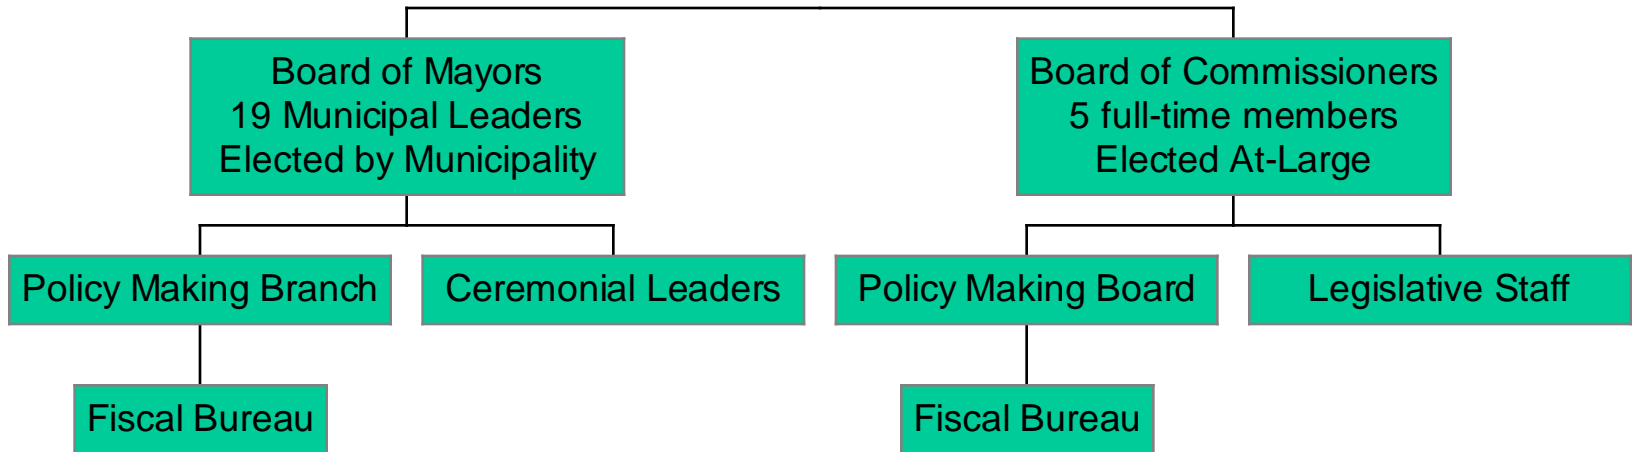 Board of Mayors
19 Municipal Leaders
Elected by Municipality
Board of Commissioners
5 full-time members
Elected At-Large
Policy Making Branch
Ceremonial Leaders
Policy Making Board
Legislative Staff
Fiscal Bureau
Fiscal Bureau